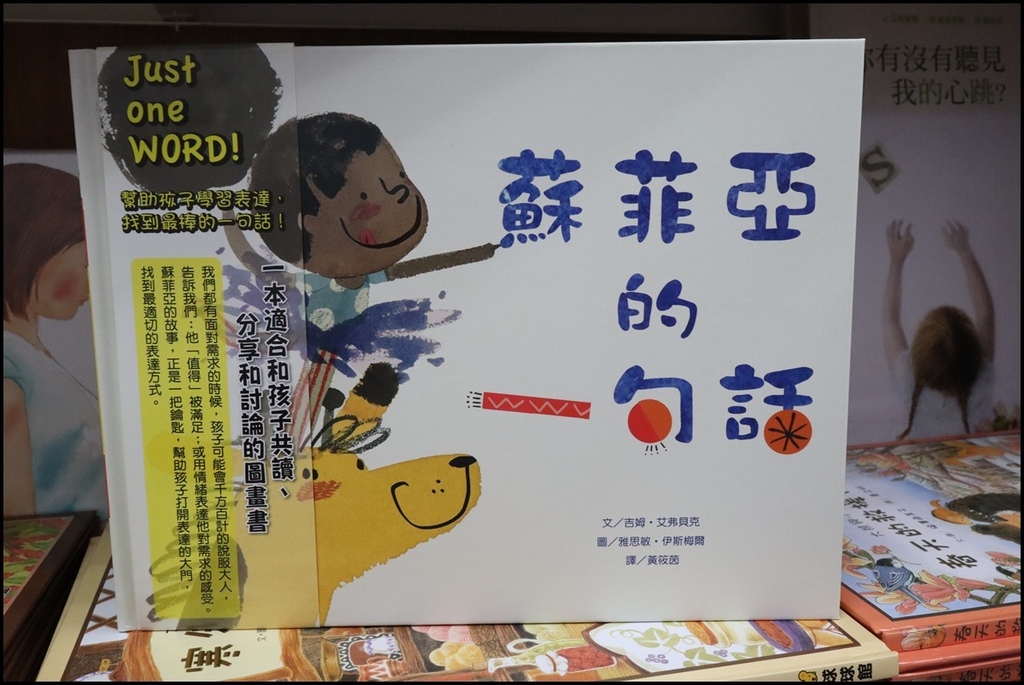 Just
one
WORD!
幫助孩子學習表達，
找到最棒的一句話！
一本適合和孩子共讀、
分享和討論的圖畫書
我們都有面對需求的時候，孩子可能會千方百計的說服大人，
告訴我們：他「值得」被滿足；或用情緒表達他對需求的感受。
蘇菲亞的故事，正是一把鑰匙，幫助孩子打開表達的大門，
找到最適切的表達方式。
蘇菲亞
的
一句話
文／吉姆・艾弗貝克
圖／雅思敏・伊斯梅爾
譯／黃筱茵
你有沒有聽見
我的心跳？
S
春天的